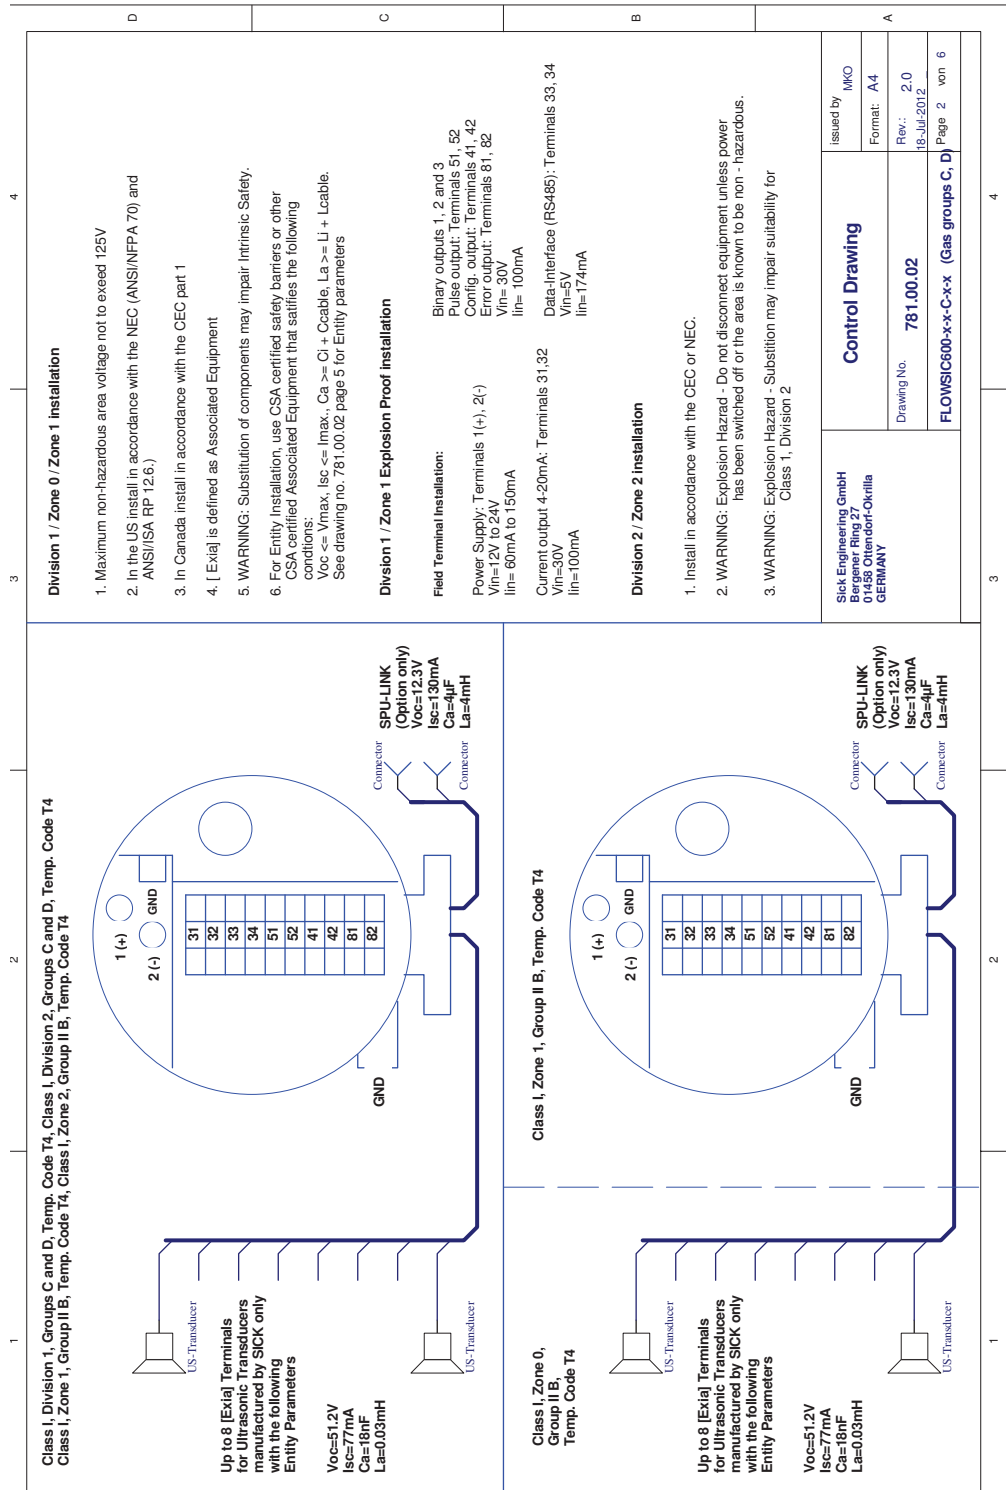 1
2
3
4
D
C
B
A
Class I, Division 1, Groups C and D, Temp. Code T4, Class I, Division 2, Groups C and D, Temp. Code T4
Class I, Zone 1, Group II B, Temp. Code T4, Class I, Zone 2, Group II B, Temp. Code T4
US-Transducer
Up to 8 [Exia] Terminals
for Ultrasonic Transducers
manufactured by SICK only
with the following
Entity Parameters
Voc=51.2V
Isc=77mA
Ca=18nF
La=0.03mH
US-Transducer
1 (+)
2 (-)
GND
31
32
33
34
51
52
41
42
81
82
GND
Connector
Connector
SPU-LINK
(Option only)
Voc=12.3V
Isc=130mA
Ca=4µF
La=4mH
Class I, Zone 0,
Group II B,
Temp. Code T4
Class I, Zone 1, Group II B, Temp. Code T4
US-Transducer
Up to 8 [Exia] Terminals
for Ultrasonic Transducers
manufactured by SICK only
with the following
Entity Parameters
Voc=51.2V
Isc=77mA
Ca=18nF
La=0.03mH
US-Transducer
1 (+)
2 (-)
GND
31
32
33
34
51
52
41
42
81
82
GND
Connector
Connector
SPU-LINK
(Option only)
Voc=12.3V
Isc=130mA
Ca=4µF
La=4mH
Division 1 / Zone 0 / Zone 1 installation
1. Maximum non-hazardous area voltage not to exceed 125V
2. In the US install in accordance with the NEC (ANSI/NFPA 70) and
ANSI/ISA RP 12.6.)
3. In Canada install in accordance with the CEC part 1
4. [ Exia] is defined as Associated Equipment
5. WARNING: Substitution of components may impair Intrinsic Safety.
6. For Entity Installation, use CSA certified safety barriers or other
CSA certified Associated Equipment that satifies the following
condtions:
Voc <= Vmax, Isc <= Imax., Ca >= Ci + Ccable, La >= Li + Lcable.
See drawing no. 781.00.02 page 5 for Entity parameters
Divsion 1 / Zone 1 Explosion Proof installation
Field Terminal Installation:
Power Supply: Terminals 1(+), 2(-)
Vin=12V to 24V
Iin= 60mA to 150mA
Current output 4-20mA: Terminals 31,32
Vin=30V
Iin=100mA
Binary outputs 1, 2 and 3
Pulse output: Terminals 51, 52
Config. output: Terminals 41, 42
Error output: Terminals 81, 82
Vin= 30V
Iin= 100mA
Data-Interface (RS485): Terminals 33, 34
Vin=5V
Iin=174mA
Division 2 / Zone 2 installation
1. Install in accordance with the CEC or NEC.
2. WARNING: Explosion Hazrad - Do not disconnect equipment unless power
has been switched off or the area is known to be non - hazardous.
3. WARNING: Explosion Hazard - Substition may impair suitability for
Class 1, Division 2
Sick Engineering GmbH
Bergener Ring 27
01458 Ottendorf-Okrilla
GERMANY
Control Drawing
Drawing No.
781.00.02
FLOWSIC600-x-x-C-x-x (Gas groups C, D)
issued by
MKO
Format: A4
Rev.: 2.0
18-Jul-2012
Page 2 von 6
1
2
3
4